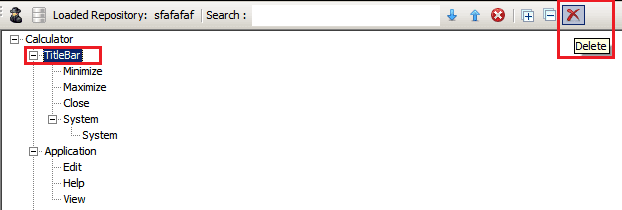 Loaded Repository: sfafafaf Search :
Delete
Calculator
TitleBar
Minimize
Maximize
Close
System
System
Application
Edit
Help
View